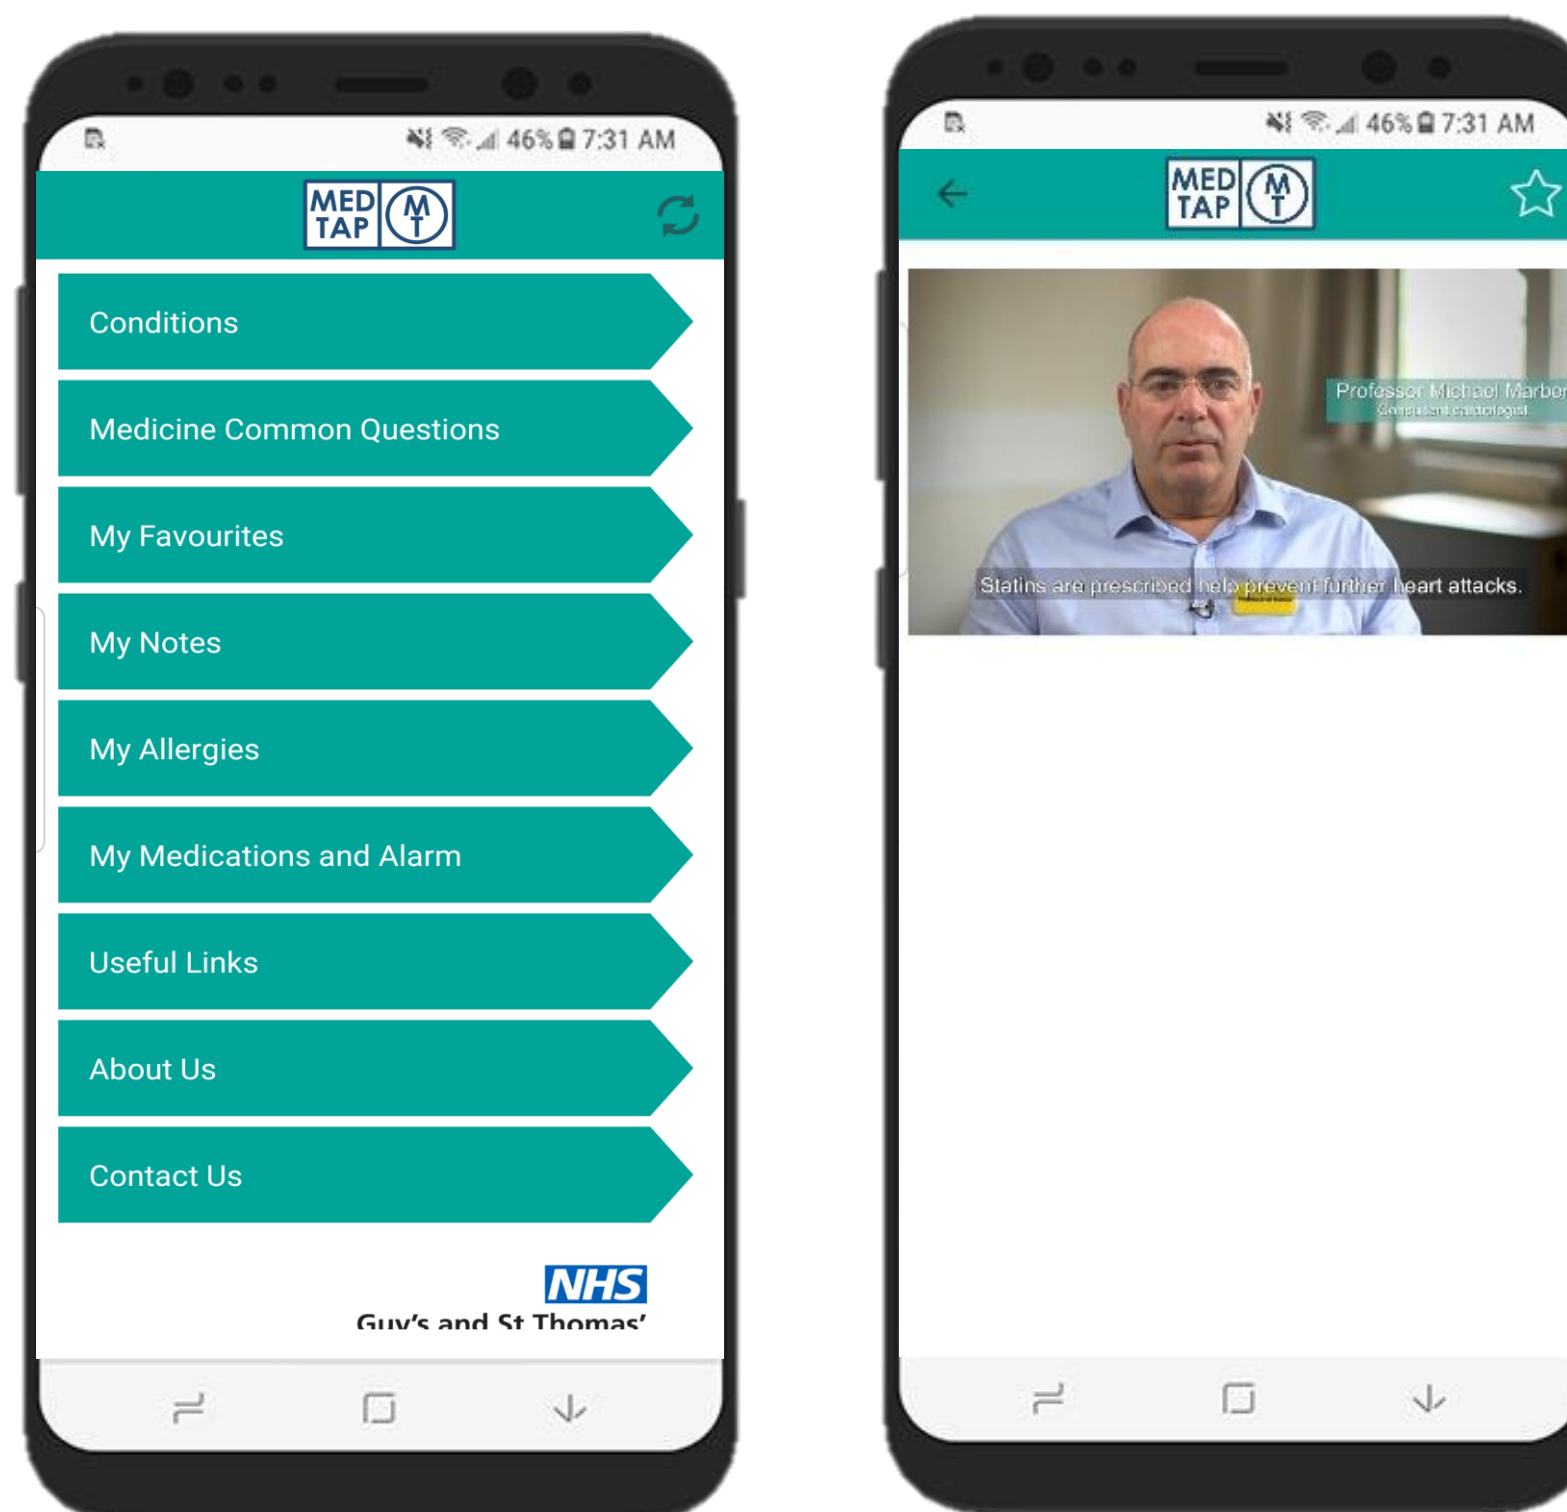 46% 7:31 AM
MED
TAP
M
T
Conditions
Medicine Common Questions
My Favourites
My Notes
My Allergies
My Medications and Alarm
Useful Links
About Us
Contact Us
NHS
Guy's and St Thomas'
46% 7:31 AM
MED
TAP
M
T
Professor Michael Marber
Consultant cardiologist
Statins are prescribed help prevent further heart attacks.